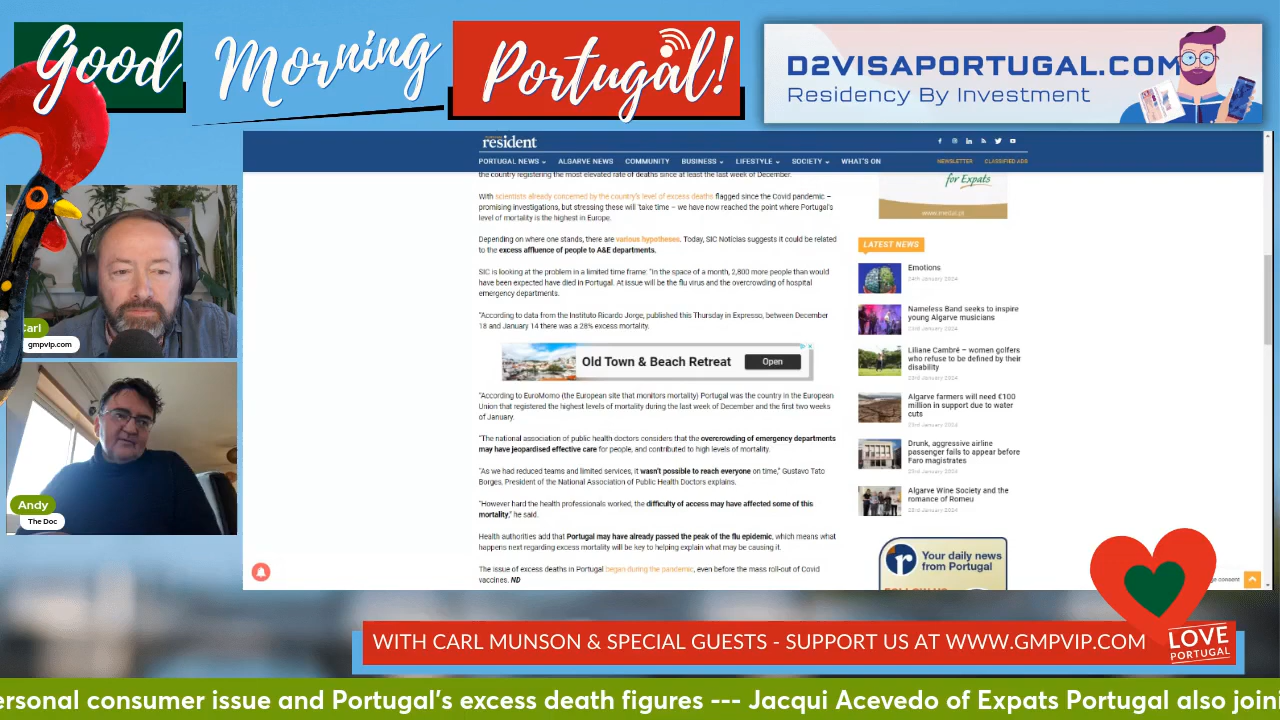 Good Morning Portugal!
D2VISAPORTUGAL.COM
Residency By Investment
resident
PORTUGAL NEWS
ALGARVE NEWS
COMMUNITY
BUSINESS
LIFESTYLE
SOCIETY
WHAT'S ON
NEWSLETTER
CLASSIFIED ADS
the country registering the most elevated rate of deaths since at least the last week of December.
With scientists already concerned by the country's level of excess deaths flagged since the Covid pandemic –
promising investigations, but stressing these will 'take time' – we have now reached the point where Portugal's
level of mortality is the highest in Europe.
Depending on where one stands, there are various hypotheses. Today, SIC Notícias suggests it could be related
to the excess affluence of people to A&E departments.
SIC is looking at the problem in a limited time frame: "In the space of a month, 2,800 more people than would
have been expected have died in Portugal. At issue will be the flu virus and the overcrowding of hospital
emergency departments.
"According to data from the Instituto Ricardo Jorge, published this Thursday in Expresso, between December
18 and January 14 there was a 28% excess mortality.
Old Town & Beach Retreat
Open
"According to EuroMomo (the European site that monitors mortality) Portugal was the country in the European
Union that registered the highest levels of mortality during the last week of December and the first two weeks
of January.
"The national association of public health doctors considers that the overcrowding of emergency departments
may have jeopardised effective care for people, and contributed to high levels of mortality.
"As we had reduced teams and limited services, it wasn't possible to reach everyone on time," Gustavo Tato
Borges, President of the National Association of Public Health Doctors explains.
"However hard the health professionals worked, the difficulty of access may have affected some of this
mortality," he said.
Health authorities add that Portugal may have already passed the peak of the flu epidemic, which means what
happens next regarding excess mortality will be key to helping explain what may be causing it.
The issue of excess deaths in Portugal began during the pandemic, even before the mass roll-out of Covid
vaccines. ND
for Expats
LATEST NEWS
Emotions
24th January 2024
Nameless Band seeks to inspire
young Algarve musicians
23rd January 2024
Liliane Cambré – women golfers
who refuse to be defined by their
disability
23rd January 2024
Algarve farmers will need €100
million in support due to water
cuts
23rd January 2024
Drunk, aggressive airline
passenger fails to appear before
Faro magistrates
23rd January 2024
Algarve Wine Society and the
romance of Romeu
23rd January 2024
Your daily news
from Portugal
consent
Carl
gmpvip.com
Andy
The Doc
WITH CARL MUNSON & SPECIAL GUESTS - SUPPORT US AT WWW.GMPVIP.COM
LOVE
PORTUGAL
ersonal consumer issue and Portugal's excess death figures --- Jacqui Acevedo of Expats Portugal also joini